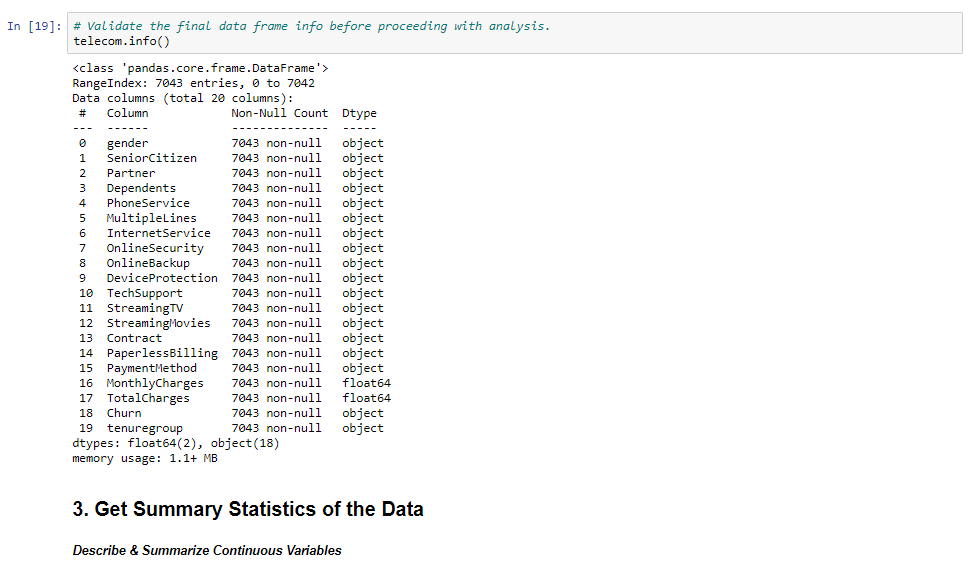 In [19]: # Validate the final data frame info before proceeding with analysis.
telecom.info()
<class 'pandas.core.frame.DataFrame'>
RangeIndex: 7043 entries, 0 to 7042
Data columns (total 20 columns):
 #   Column            Non-Null Count  Dtype
---  ------            --------------  -----
 0   gender            7043 non-null   object
 1   SeniorCitizen     7043 non-null   object
 2   Partner           7043 non-null   object
 3   Dependents        7043 non-null   object
 4   PhoneService      7043 non-null   object
 5   MultipleLines     7043 non-null   object
 6   InternetService   7043 non-null   object
 7   OnlineSecurity    7043 non-null   object
 8   OnlineBackup      7043 non-null   object
 9   DeviceProtection  7043 non-null   object
 10  TechSupport       7043 non-null   object
 11  StreamingTV       7043 non-null   object
 12  StreamingMovies   7043 non-null   object
 13  Contract          7043 non-null   object
 14  PaperlessBilling  7043 non-null   object
 15  PaymentMethod     7043 non-null   object
 16  MonthlyCharges    7043 non-null   float64
 17  TotalCharges      7043 non-null   float64
 18  Churn             7043 non-null   object
 19  tenuregroup       7043 non-null   object
dtypes: float64(2), object(18)
memory usage: 1.1+ MB
3. Get Summary Statistics of the Data
Describe & Summarize Continuous Variables